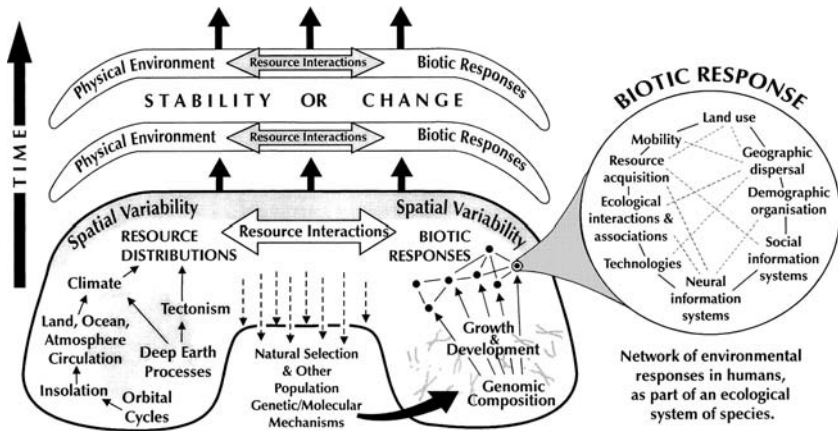 TIME
Physical Environment
Resource Interactions
Biotic Responses
STABILITY OR CHANGE
Physical Environment
Resource Interactions
Biotic Responses
Spatial Variability
RESOURCE
DISTRIBUTIONS
Climate
Tectonism
Land, Ocean,
Atmosphere
Circulation
Deep Earth
Processes
Insolation
Orbital
Cycles
Resource Interactions
Natural Selection
& Other
Population
Genetic/Molecular
Mechanisms
Spatial Variability
BIOTIC
RESPONSES
Growth
&
Development
Genomic
Composition
BIOTIC RESPONSE
Land use
Mobility
Geographic
dispersal
Resource
acquisition
Demographic
organisation
Ecological
interactions &
associations
Social
information
systems
Technologies
Neural
information
systems
Network of environmental
responses in humans,
as part of an ecological
system of species.